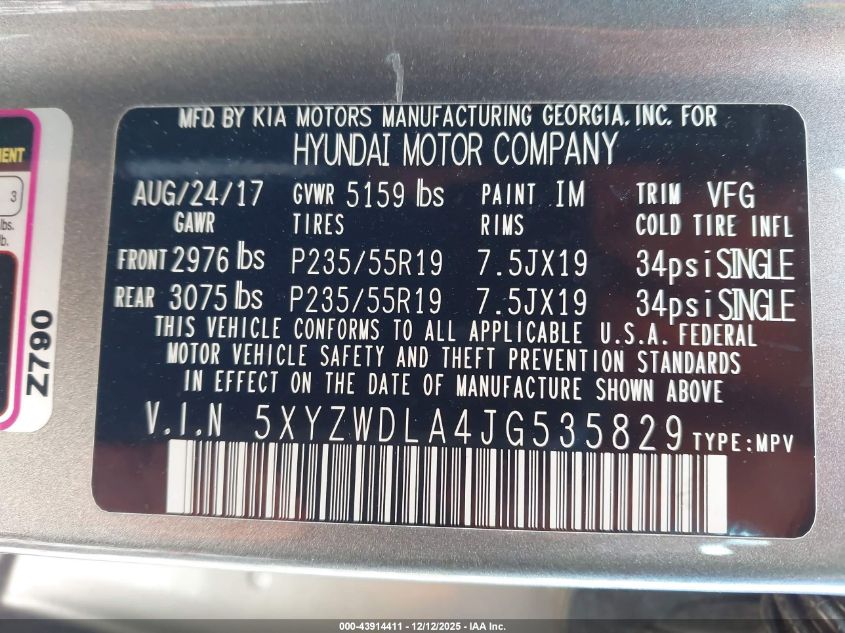 MFD. BY KIA MOTORS MANUFACTURING GEORGIA, INC. FOR
HYUNDAI MOTOR COMPANY
AUG/24/17 GVWR 5159 lbs PAINT IM TRIM VFG
GAWR TIRES RIMS COLD TIRE INFL
FRONT 2976 lbs P235/55R19 7.5JX19 34psi SINGLE
REAR 3075 lbs P235/55R19 7.5JX19 34psi SINGLE
THIS VEHICLE CONFORMS TO ALL APPLICABLE U.S.A. FEDERAL
MOTOR VEHICLE SAFETY AND THEFT PREVENTION STANDARDS
IN EFFECT ON THE DATE OF MANUFACTURE SHOWN ABOVE
V.I.N 5XYZWDLA4JG535829 TYPE:MPV
3
lbs.
lb.
Z790
000-43914411 - 12/12/2025 - IAA Inc.